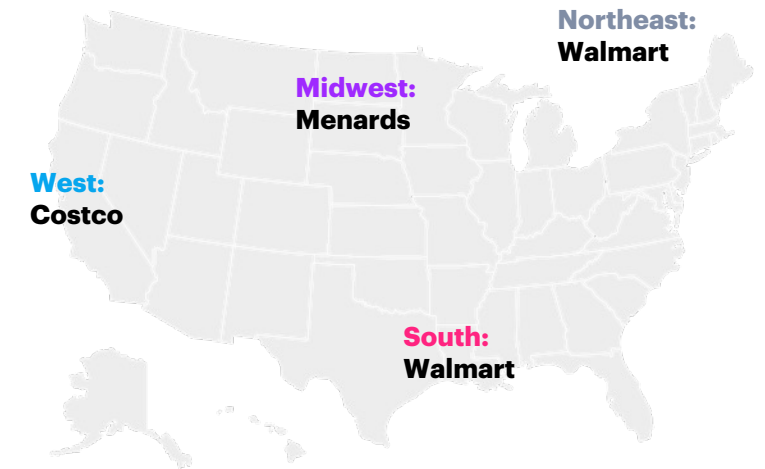 Northeast:
Walmart
Midwest:
Menards
West:
Costco
South:
Walmart